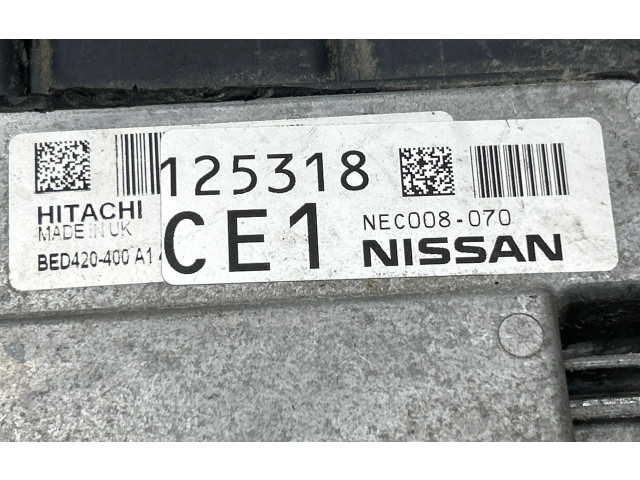 HITACHI
MADE IN UK
BED420-400 A1
125318
CE1
NEC008-070
NISSAN